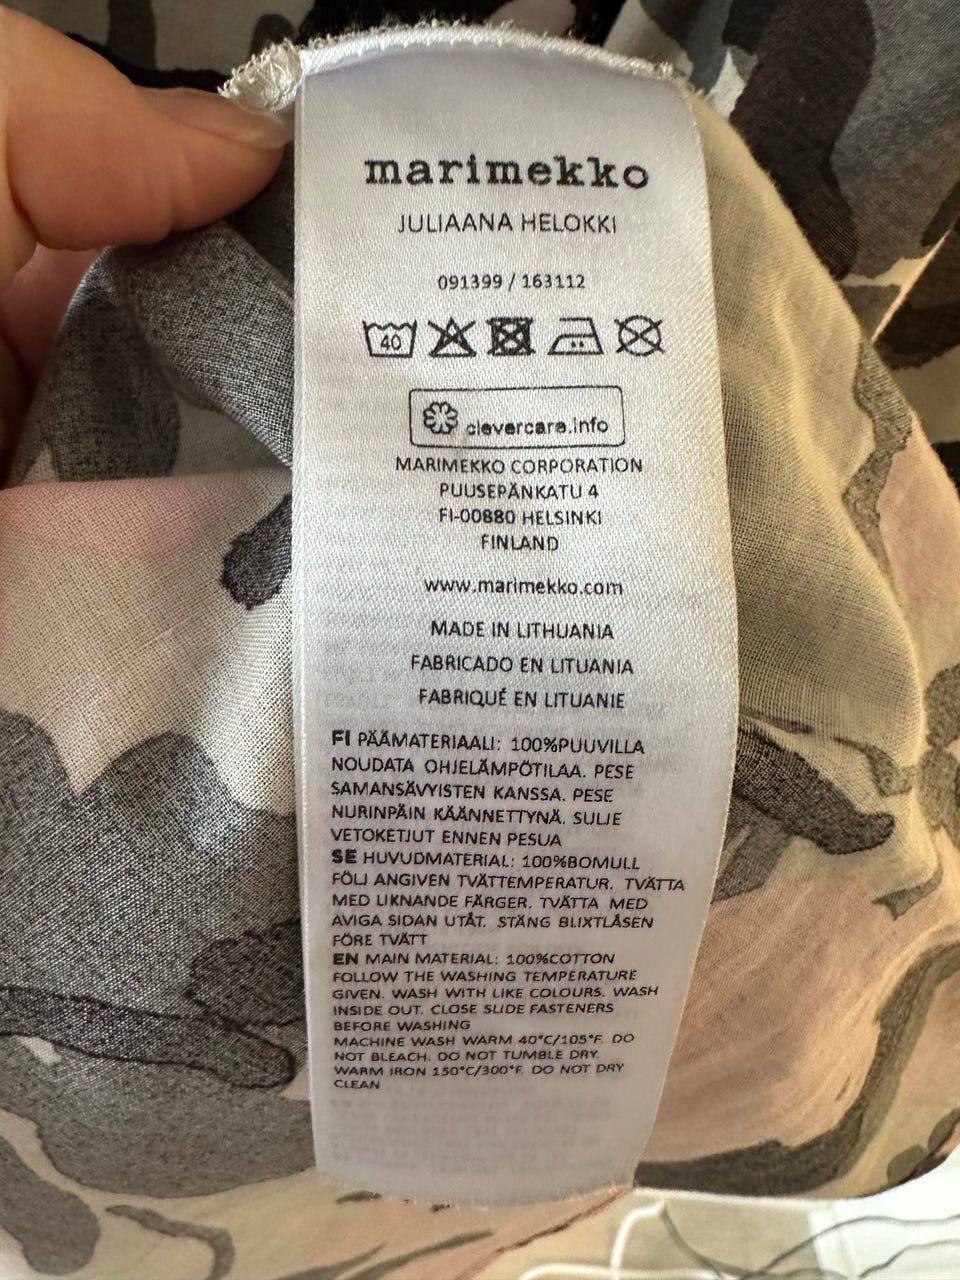 marimekko
JULIAANA HELOKKI
091399 / 163112
40
clevercare.info
MARIMEKKO CORPORATION
PUUSEPÄNKATU 4
FI-00880 HELSINKI
FINLAND
www.marimekko.com
MADE IN LITHUANIA
FABRICADO EN LITUANIA
FABRIQUÉ EN LITUANIE
FI PÄÄMATERIAALI: 100%PUUVILLA
NOUDATA OHJELÄMPÖTILAA. PESE
SAMANSÄVYISTEN KANSSA. PESE
NURINPÄIN KÄÄNNETTYNÄ. SULJE
VETOKETJUT ENNEN PESUA
SE HUVUDMATERIAL: 100%BOMULL
FÖLJ ANGIVEN TVÄTTEMPERATUR. TVÄTTA
MED LIKNANDE FÄRGER. TVÄTTA MED
AVIGA SIDAN UTÅT. STÄNG BLIXTLÅSEN
FÖRE TVÄTT
EN MAIN MATERIAL: 100%COTTON
FOLLOW THE WASHING TEMPERATURE
GIVEN. WASH WITH LIKE COLOURS. WASH
INSIDE OUT. CLOSE SLIDE FASTENERS
BEFORE WASHING
MACHINE WASH WARM 40°C/105°F. DO
NOT BLEACH. DO NOT TUMBLE DRY.
WARM IRON 150°C/300°F. DO NOT DRY
CLEAN